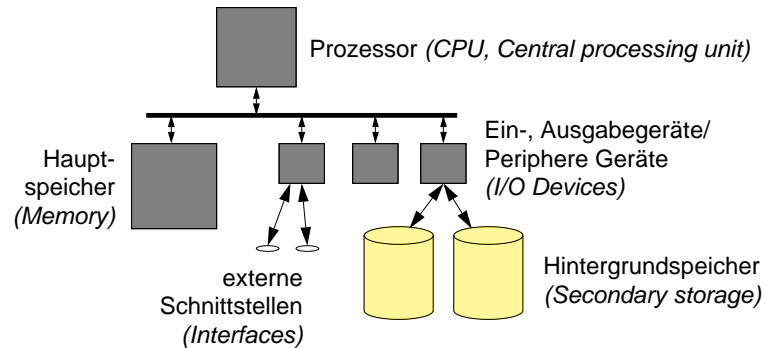 Prozessor (CPU, Central processing unit)
Haupt-
speicher
(Memory)
Ein-, Ausgabegeräte/
Periphere Geräte
(I/O Devices)
externe
Schnittstellen
(Interfaces)
Hintergrundspeicher
(Secondary storage)